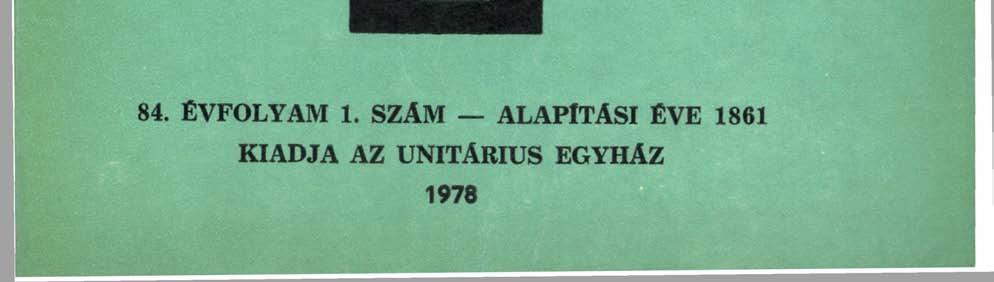 84. ÉVFOLYAM 1. SZÁM — ALAPÍTÁSI ÉVE 1861
KIADJA AZ UNITÁRIUS EGYHÁZ
1978